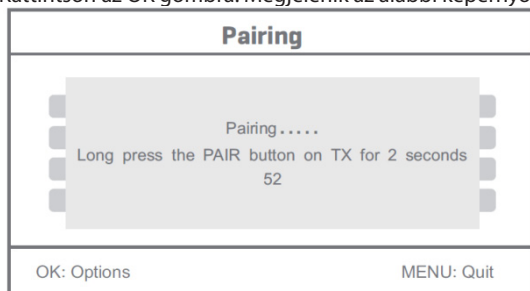 Kattintson az OK gombra. Megjelenik az alábbi képernyő
Pairing
Pairing.....
Long press the PAIR button on TX for 2 seconds
52
OK: Options
MENU: Quit